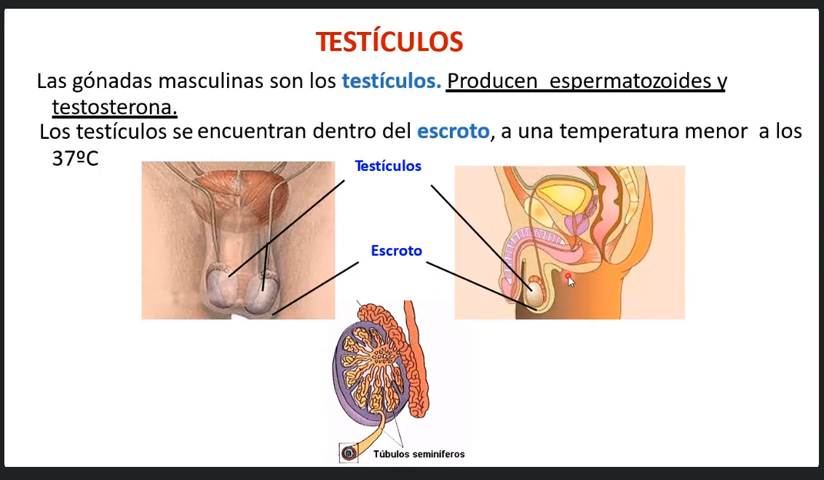 TESTÍCULOS
Las gónadas masculinas son los testículos. Producen espermatozoides y
testosterona.
Los testículos se encuentran dentro del escroto, a una temperatura menor a los
37ºC
Testículos
Escroto
Túbulos seminíferos